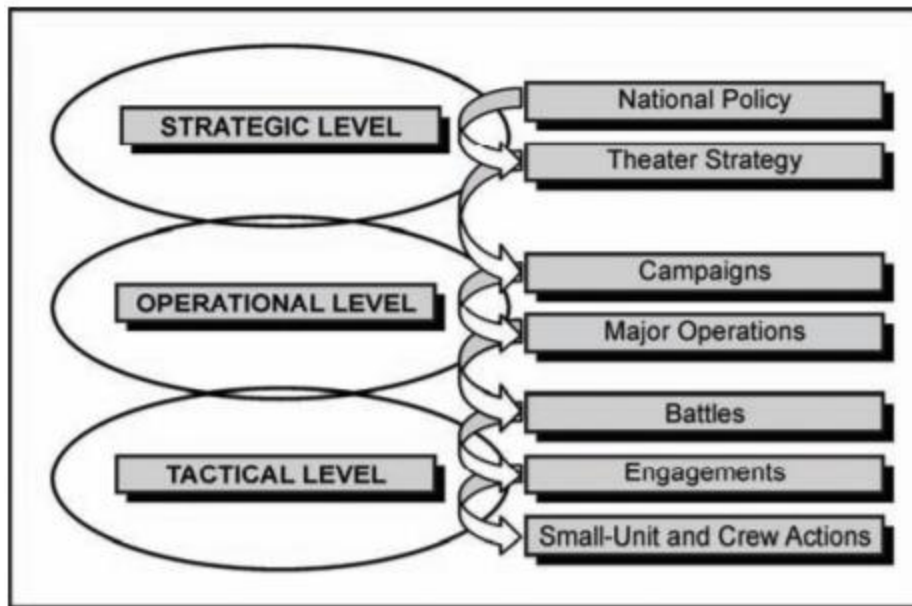 STRATEGIC LEVEL
National Policy
Theater Strategy
OPERATIONAL LEVEL
Campaigns
Major Operations
TACTICAL LEVEL
Battles
Engagements
Small-Unit and Crew Actions